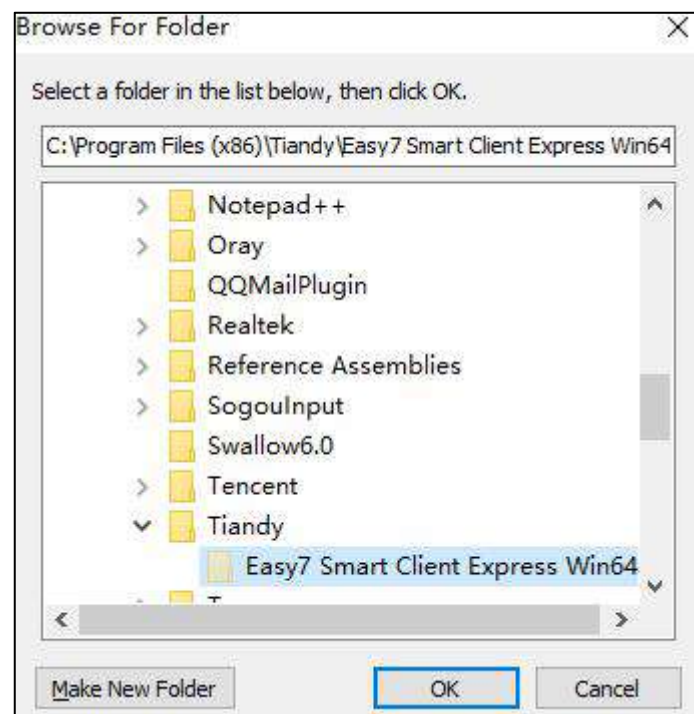 Browse For Folder
Select a folder in the list below, then click OK.
C:\Program Files (x86)\Tiandy\Easy7 Smart Client Express Win64
Notepad++
Oray
QQMailPlugin
Realtek
Reference Assemblies
SogouInput
Swallow6.0
Tencent
Tiandy
Easy7 Smart Client Express Win64
Make New Folder
OK
Cancel